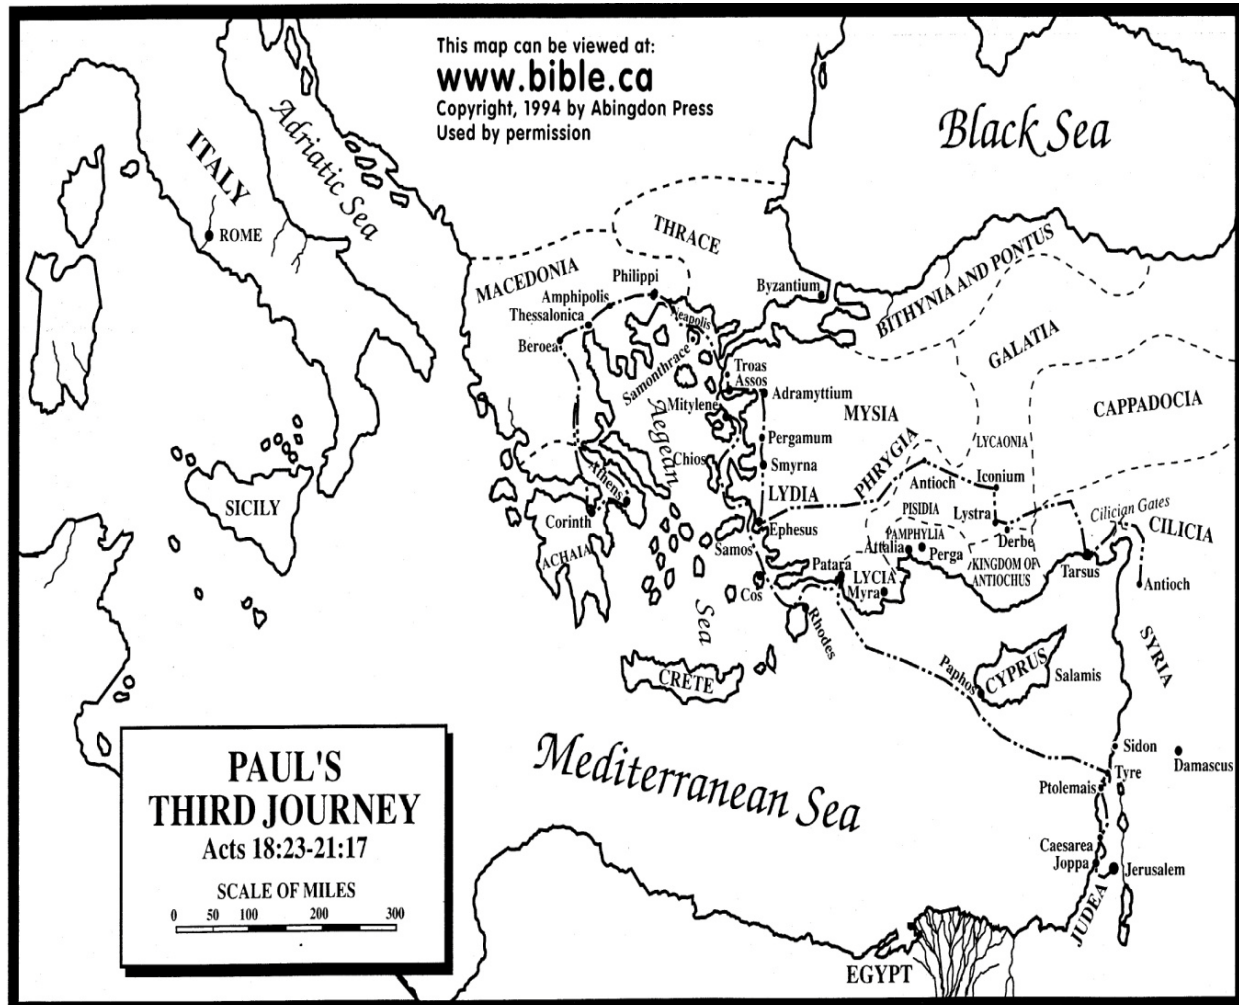 This map can be viewed at:
www.bible.ca
Copyright, 1994 by Abingdon Press
Used by permission
Black Sea
Adriatic Sea
ITALY
ROME
THRACE
MACEDONIA
Philippi
Byzantium
BITHYNIA AND PONTUS
Amphipolis
Thessalonica
Neapolis
Beroea
Samonthrace
GALATIA
Troas
Assos
Adramyttium
CAPPADOCIA
Mitylene
MYSIA
Aegean
Sea
Pergamum
PHRYGIA
LYCAONIA
Chios
Smyrna
Antioch
Iconium
Athens
LYDIA
SICILY
PISIDIA
Lystra
Cilician Gates
Corinth
Ephesus
CILICIA
Samos
PAMPHYLIA
Derbe
ACHAIA
Attalia
Perga
KINGDOM OF
ANTIOCHUS
Tarsus
Patara
LYCIA
Myra
Antioch
Cos
Rhodes
SYRIA
CRETE
Paphos
CYPRUS
Salamis
Mediterranean Sea
Sidon
Damascus
Tyre
Ptolemais
Caesarea
Joppa
Jerusalem
JUDEA
EGYPT
PAUL'S
THIRD JOURNEY
Acts 18:23-21:17
SCALE OF MILES
0 50 100 200 300